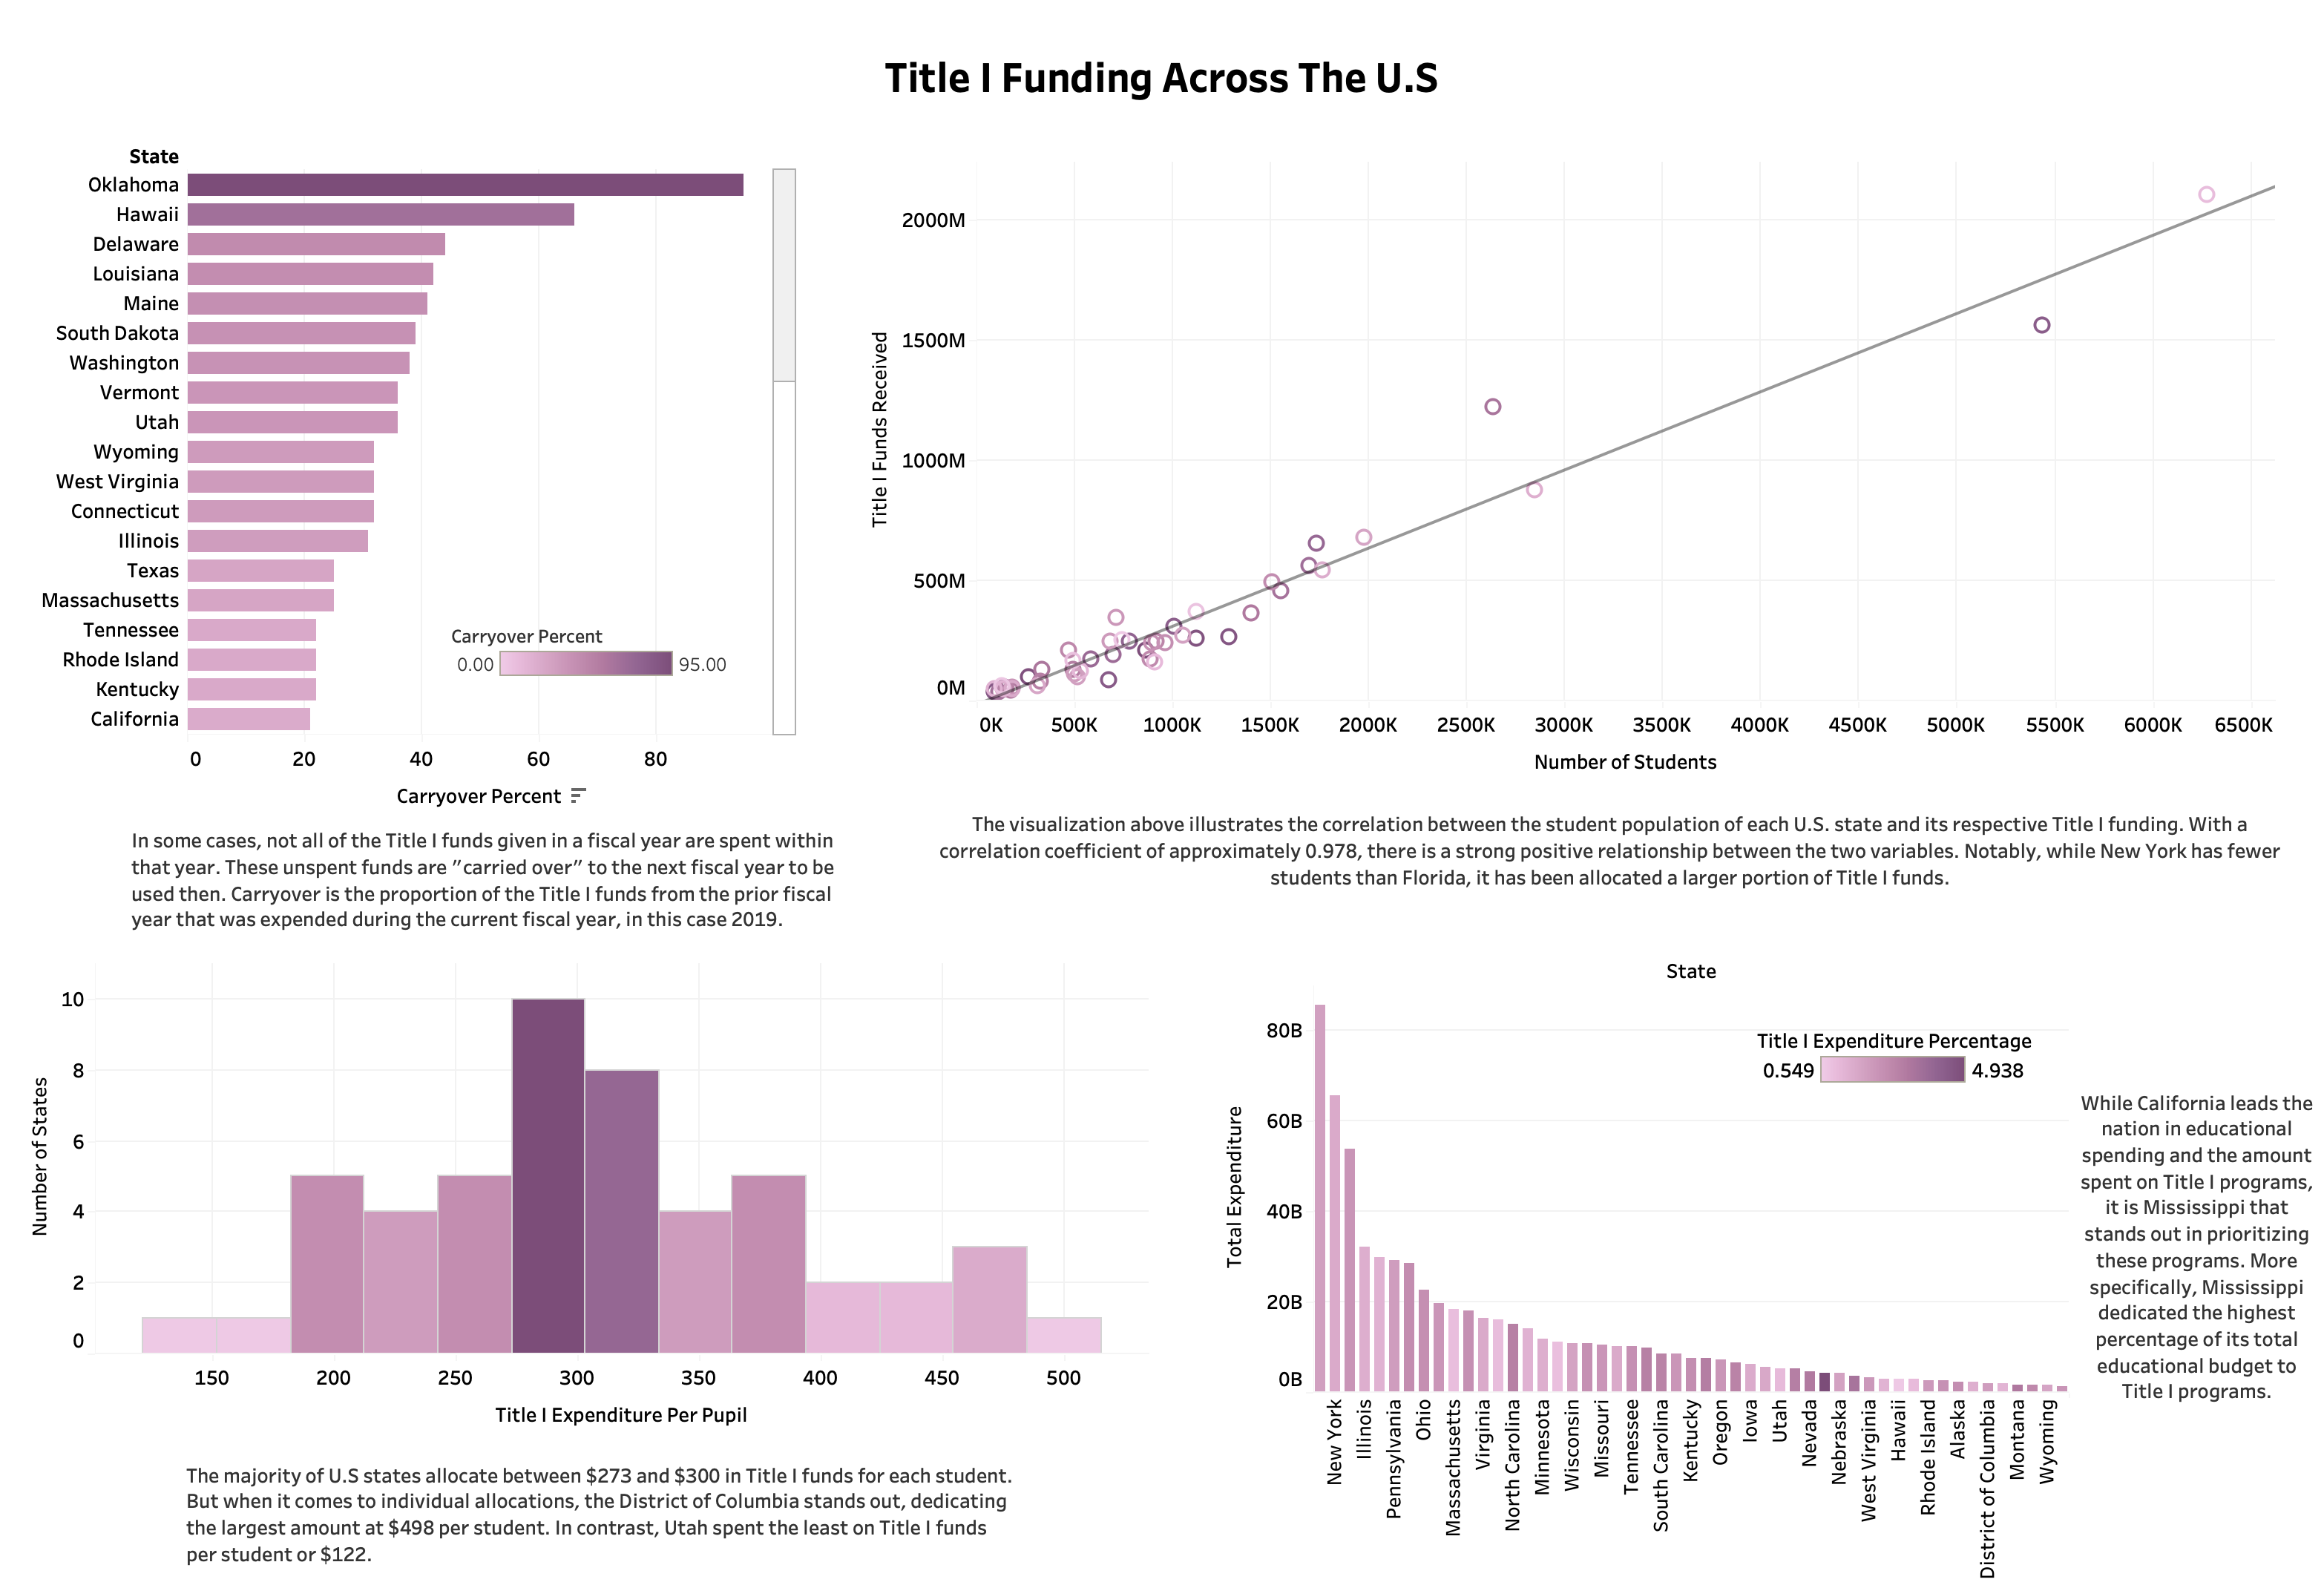 Title I Funding Across The U.S
State
Oklahoma
Hawaii
Delaware
Louisiana
Maine
South Dakota
Washington
Vermont
Utah
Wyoming
West Virginia
Connecticut
Illinois
Texas
Massachusetts
Tennessee
Rhode Island
Kentucky
California
Carryover Percent
0.00 95.00
0 20 40 60 80
Carryover Percent
In some cases, not all of the Title I funds given in a fiscal year are spent within
that year. These unspent funds are "carried over" to the next fiscal year to be
used then. Carryover is the proportion of the Title I funds from the prior fiscal
year that was expended during the current fiscal year, in this case 2019.
Title I Funds Received
2000M
1500M
1000M
500M
0M
0K 500K 1000K 1500K 2000K 2500K 3000K 3500K 4000K 4500K 5000K 5500K 6000K 6500K
Number of Students
The visualization above illustrates the correlation between the student population of each U.S. state and its respective Title I funding. With a
correlation coefficient of approximately 0.978, there is a strong positive relationship between the two variables. Notably, while New York has fewer
students than Florida, it has been allocated a larger portion of Title I funds.
Number of States
10
8
6
4
2
0
150 200 250 300 350 400 450 500
Title I Expenditure Per Pupil
The majority of U.S states allocate between $273 and $300 in Title I funds for each student.
But when it comes to individual allocations, the District of Columbia stands out, dedicating
the largest amount at $498 per student. In contrast, Utah spent the least on Title I funds
per student or $122.
State
Total Expenditure
80B
60B
40B
20B
0B
Title I Expenditure Percentage
0.549 4.938
New York
Illinois
Pennsylvania
Ohio
Massachusetts
Virginia
North Carolina
Minnesota
Wisconsin
Missouri
Tennessee
South Carolina
Kentucky
Oregon
Iowa
Utah
Nevada
Nebraska
West Virginia
Hawaii
Rhode Island
Alaska
District of Columbia
Montana
Wyoming
While California leads the
nation in educational
spending and the amount
spent on Title I programs,
it is Mississippi that
stands out in prioritizing
these programs. More
specifically, Mississippi
dedicated the highest
percentage of its total
educational budget to
Title I programs.